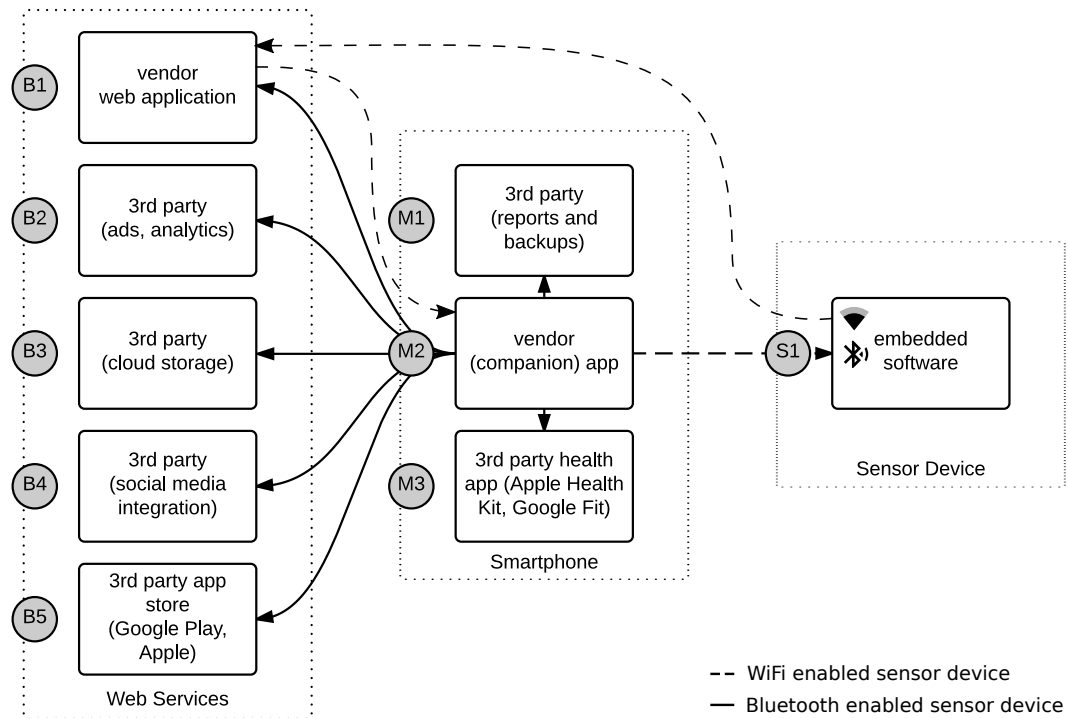 B1
vendor
web application
B2
3rd party
(ads, analytics)
B3
3rd party
(cloud storage)
B4
3rd party
(social media
integration)
B5
3rd party app
store
(Google Play,
Apple)
Web Services
M1
3rd party
(reports and
backups)
M2
vendor
(companion) app
M3
3rd party health
app (Apple Health
Kit, Google Fit)
Smartphone
S1
embedded
software
Sensor Device
WiFi enabled sensor device
Bluetooth enabled sensor device